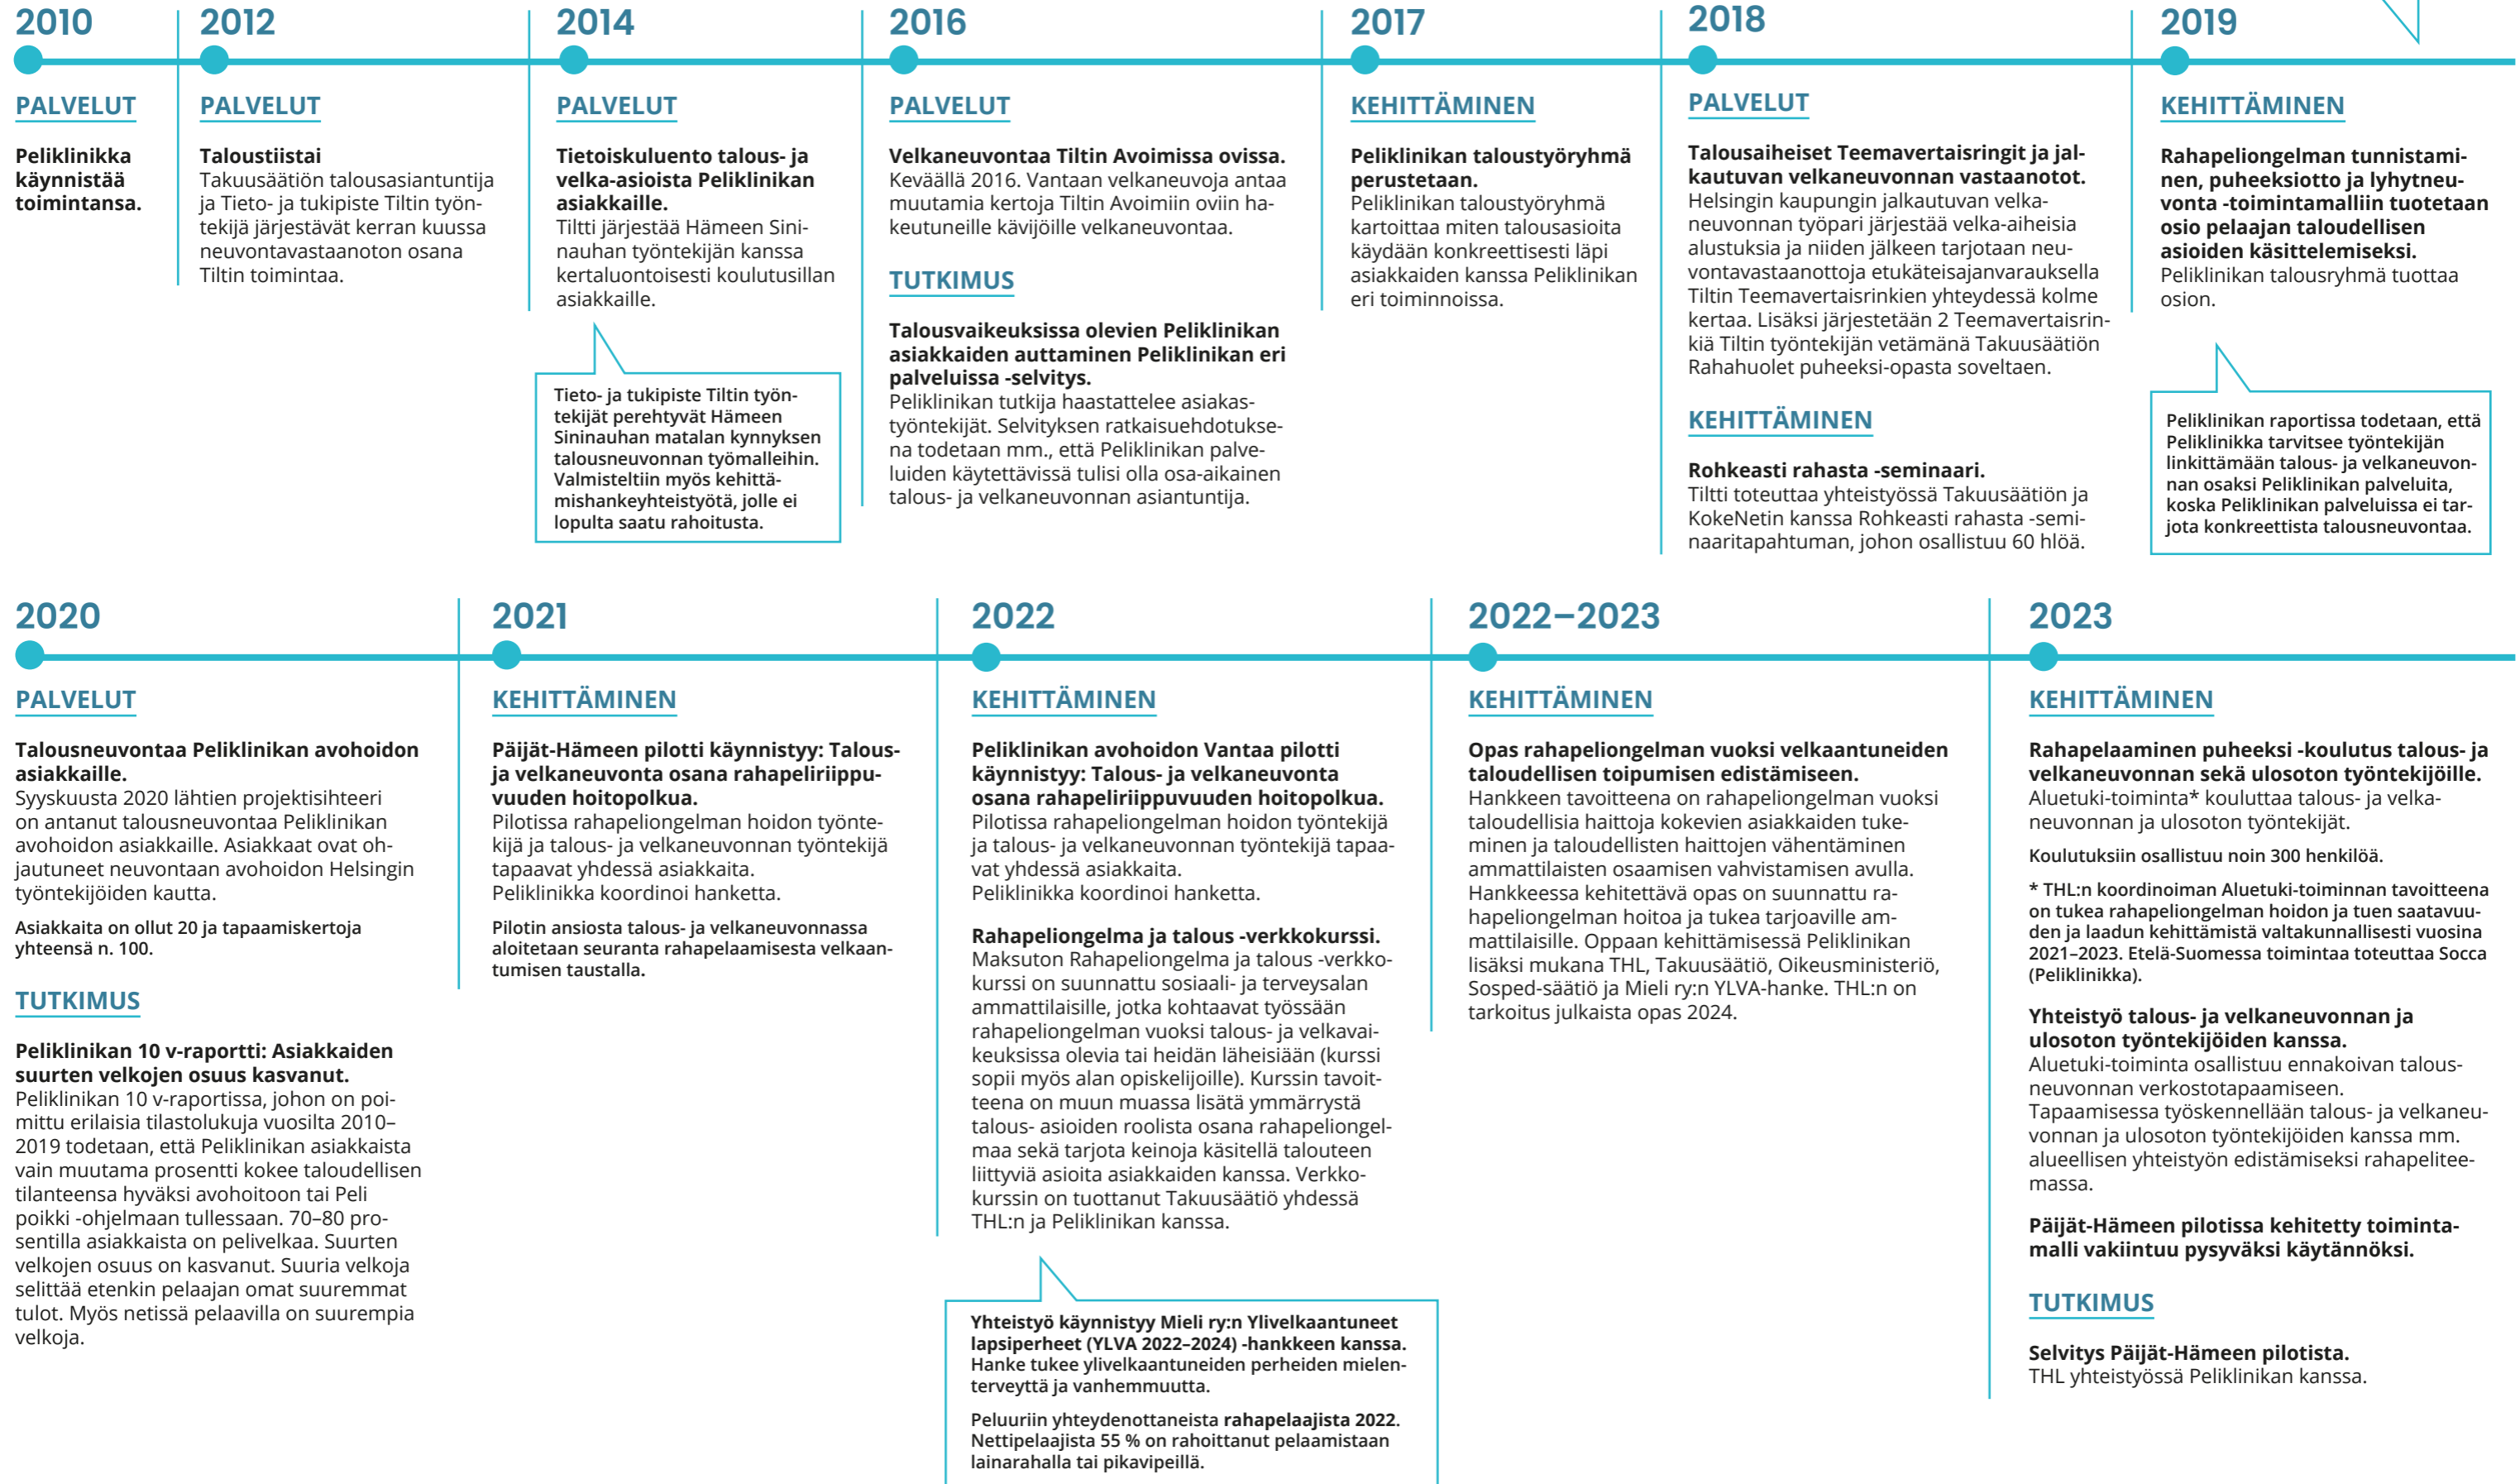 2010
PALVELUT
Peliklinikka
käynnistää
toimintansa.
2012
PALVELUT
Taloustiistai
Takuusäätiön talousasiantuntija
ja Tieto- ja tukipiste Tiltin työn-
tekijä järjestävät kerran kuussa
neuvontavastaanoton osana
Tiltin toimintaa.
2014
PALVELUT
Tietoiskuluento talous- ja
velka-asioista Peliklinikan
asiakkaille.
Tiltti järjestää Hämeen Sini-
nauhan työntekijän kanssa
kertaluontoisesti koulutusillan
asiakkaille.
Tieto- ja tukipiste Tiltin työn-
tekijät perehtyvät Hämeen
Sininauhan matalan kynnyksen
talousneuvonnan työmalleihin.
Valmisteltiin myös kehittä-
mishankeyhteistyötä, jolle ei
lopulta saatu rahoitusta.
2016
PALVELUT
Velkaneuvontaa Tiltin Avoimissa ovissa.
Keväällä 2016. Vantaan velkaneuvoja antaa
muutamia kertoja Tiltin Avoimiin oviin ha-
keutuneille kävijöille velkaneuvontaa.
TUTKIMUS
Talousvaikeuksissa olevien Peliklinikan
asiakkaiden auttaminen Peliklinikan eri
palveluissa -selvitys.
Peliklinikan tutkija haastattelee asiakas-
työntekijät. Selvityksen ratkaisuehdotukse-
na todetaan mm., että Peliklinikan palve-
luiden käytettävissä tulisi olla osa-aikainen
talous- ja velkaneuvonnan asiantuntija.
2017
KEHITTÄMINEN
Peliklinikan taloustyöryhmä
perustetaan.
Peliklinikan taloustyöryhmä
kartoittaa miten talousasioita
käydään konkreettisesti läpi
asiakkaiden kanssa Peliklinikan
eri toiminnoissa.
2018
PALVELUT
Talousaiheiset Teemavertaisringit ja jal-
kautuvan velkaneuvonnan vastaanotot.
Helsingin kaupungin jalkautuvan velka-
neuvonnan työpari järjestää velka-aiheisia
alustuksia ja niiden jälkeen tarjotaan neu-
vontavastaanottoja etukäteisajanvarauksella
Tiltin Teemavertaisrinkien yhteydessä kolme
kertaa. Lisäksi järjestetään 2 Teemavertaisrin-
kiä Tiltin työntekijän vetämänä Takuusäätiön
Rahahuolet puheeksi-opasta soveltaen.
KEHITTÄMINEN
Rohkeasti rahasta -seminaari.
Tiltti toteuttaa yhteistyössä Takuusäätiön ja
KokeNetin kanssa Rohkeasti rahasta -semi-
naaritapahtuman, johon osallistuu 60 hlöä.
2019
KEHITTÄMINEN
Rahapeliongelman tunnistami-
nen, puheeksiotto ja lyhytneu-
vonta -toimintamalliin tuotetaan
osio pelaajan taloudellisen
asioiden käsittelemiseksi.
Peliklinikan talousryhmä tuottaa
osion.
Peliklinikan raportissa todetaan, että
Peliklinikka tarvitsee työntekijän
linkittämään talous- ja velkaneuvon-
nan osaksi Peliklinikan palveluita,
koska Peliklinikan palveluissa ei tar-
jota konkreettista talousneuvontaa.
2020
PALVELUT
Talousneuvontaa Peliklinikan avohoidon
asiakkaille.
Syyskuusta 2020 lähtien projektisihteeri
on antanut talousneuvontaa Peliklinikan
avohoidon asiakkaille. Asiakkaat ovat oh-
jautuneet neuvontaan avohoidon Helsingin
työntekijöiden kautta.
Asiakkaita on ollut 20 ja tapaamiskertoja
yhteensä n. 100.
TUTKIMUS
Peliklinikan 10 v-raportti: Asiakkaiden
suurten velkojen osuus kasvanut.
Peliklinikan 10 v-raportissa, johon on poi-
mittu erilaisia tilastolukuja vuosilta 2010–
2019 todetaan, että Peliklinikan asiakkaista
vain muutama prosentti kokee taloudellisen
tilanteensa hyväksi avohoitoon tai Peli
poikki -ohjelmaan tullessaan. 70–80 pro-
sentilla asiakkaista on pelivelkaa. Suurten
velkojen osuus on kasvanut. Suuria velkoja
selittää etenkin pelaajan omat suuremmat
tulot. Myös netissä pelaavilla on suurempia
velkoja.
2021
KEHITTÄMINEN
Päijät-Hämeen pilotti käynnistyy: Talous-
ja velkaneuvonta osana rahapeliriippu-
vuuden hoitopolkua.
Pilotissa rahapeliongelman hoidon työnte-
kijä ja talous- ja velkaneuvonnan työntekijä
tapaavat yhdessä asiakkaita.
Peliklinikka koordinoi hanketta.
Pilotin ansiosta talous- ja velkaneuvonnassa
aloitetaan seuranta rahapelaamisesta velkaan-
tumisen taustalla.
2022
KEHITTÄMINEN
Peliklinikan avohoidon Vantaa pilotti
käynnistyy: Talous- ja velkaneuvonta
osana rahapeliriippuvuuden hoitopolkua.
Pilotissa rahapeliongelman hoidon työntekijä
ja talous- ja velkaneuvonnan työntekijä tapaa-
vat yhdessä asiakkaita.
Peliklinikka koordinoi hanketta.
Rahapeliongelma ja talous -verkkokurssi.
Maksuton Rahapeliongelma ja talous -verkko-
kurssi on suunnattu sosiaali- ja terveysalan
ammattilaisille, jotka kohtaavat työssään
rahapeliongelman vuoksi talous- ja velkavai-
keuksissa olevia tai heidän läheisiään (kurssi
sopii myös alan opiskelijoille). Kurssin tavoit-
teena on muun muassa lisätä ymmärrystä
talous- asioiden roolista osana rahapeliongel-
maa sekä tarjota keinoja käsitellä talouteen
liittyviä asioita asiakkaiden kanssa. Verkko-
kurssin on tuottanut Takuusäätiö yhdessä
THL:n ja Peliklinikan kanssa.
Yhteistyö käynnistyy Mieli ry:n Ylivelkaantuneet
lapsiperheet (YLVA 2022–2024) -hankkeen kanssa.
Hanke tukee ylivelkaantuneiden perheiden mielen-
terveyttä ja vanhemmuutta.
Peluuriin yhteydenottaneista rahapelaajista 2022.
Nettipelaajista 55 % on rahoittanut pelaamistaan
lainarahalla tai pikavipeillä.
2022–2023
KEHITTÄMINEN
Opas rahapeliongelman vuoksi velkaantuneiden
taloudellisen toipumisen edistämiseen.
Hankkeen tavoitteena on rahapeliongelman vuoksi
taloudellisia haittoja kokevien asiakkaiden tuke-
minen ja taloudellisten haittojen vähentäminen
ammattilaisten osaamisen vahvistamisen avulla.
Hankkeessa kehitettävä opas on suunnattu ra-
hapeliongelman hoitoa ja tukea tarjoaville am-
mattilaisille. Oppaan kehittämisessä Peliklinikan
lisäksi mukana THL, Takuusäätiö, Oikeusministeriö,
Sosped-säätiö ja Mieli ry:n YLVA-hanke. THL:n on
tarkoitus julkaista opas 2024.
2023
KEHITTÄMINEN
Rahapelaaminen puheeksi -koulutus talous- ja
velkaneuvonnan sekä ulosoton työntekijöille.
Aluetuki-toiminta* kouluttaa talous- ja velka-
neuvonnan ja ulosoton työntekijät.
Koulutuksiin osallistuu noin 300 henkilöä.
* THL:n koordinoiman Aluetuki-toiminnan tavoitteena
on tukea rahapeliongelman hoidon ja tuen saatavuu-
den ja laadun kehittämistä valtakunnallisesti vuosina
2021–2023. Etelä-Suomessa toimintaa toteuttaa Socca
(Peliklinikka).
Yhteistyö talous- ja velkaneuvonnan ja
ulosoton työntekijöiden kanssa.
Aluetuki-toiminta osallistuu ennakoivan talous-
neuvonnan verkostotapaamiseen.
Tapaamisessa työskennellään talous- ja velkaneu-
vonnan ja ulosoton työntekijöiden kanssa mm.
alueellisen yhteistyön edistämiseksi rahapelitee-
massa.
Päijät-Hämeen pilotissa kehitetty toiminta-
malli vakiintuu pysyväksi käytännöksi.
TUTKIMUS
Selvitys Päijät-Hämeen pilotista.
THL yhteistyössä Peliklinikan kanssa.